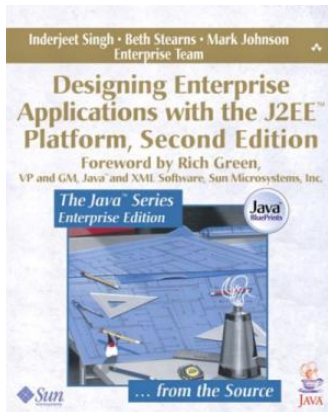 Inderjeet Singh • Beth Stearns • Mark Johnson
Enterprise Team
Designing Enterprise
Applications with the J2EE™
Platform, Second Edition
Foreword by Rich Green,
VP and GM, Java™ and XML Software, Sun Microsystems, Inc.
The Java™ Series
Enterprise Edition
Java™
BluePrints
Sun
... from the Source
JAVA